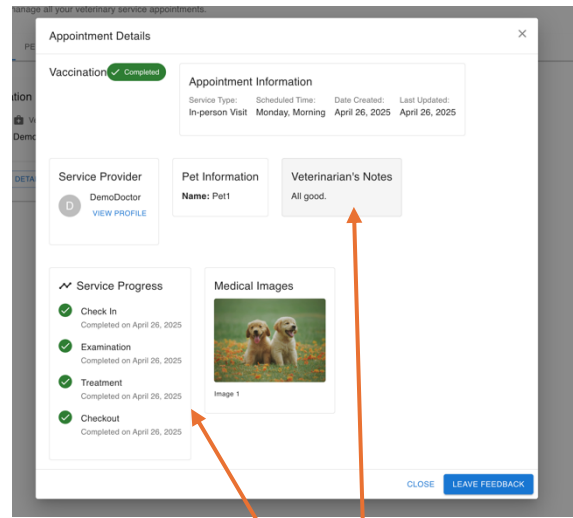 manage all your veterinary service appointments.
Appointment Details
PE
Vaccination
Completed
Appointment Information
Service Type:
Scheduled Time:
Date Created:
Last Updated:
In-person Visit
Monday, Morning
April 26, 2025
April 26, 2025
tion
Demo
DETA
Service Provider
D
DemoDoctor
VIEW PROFILE
Pet Information
Name: Pet1
Veterinarian's Notes
All good.
Service Progress
Check In
Completed on April 26, 2025
Examination
Completed on April 26, 2025
Treatment
Completed on April 26, 2025
Checkout
Completed on April 26, 2025
Medical Images
Image 1
CLOSE
LEAVE FEEDBACK